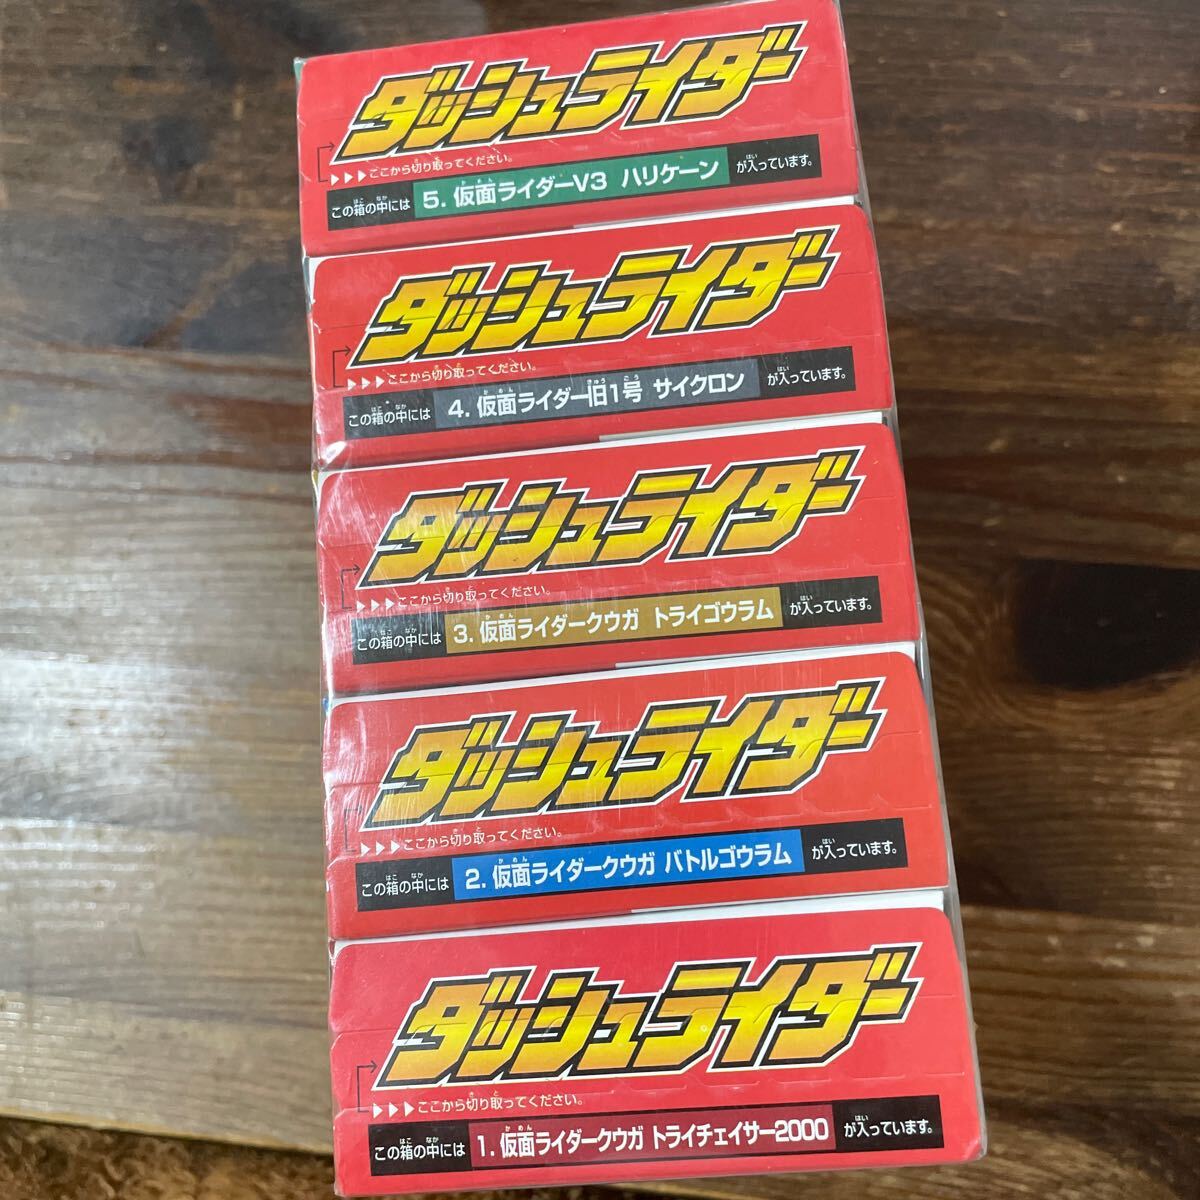 ダッシュライダー
ここから切り取ってください。
この箱の中には 5. 仮面ライダーV3 ハリケーン が入っています。
ダッシュライダー
ここから切り取ってください。
この箱の中には 4. 仮面ライダー旧1号 サイクロン が入っています。
ダッシュライダー
ここから切り取ってください。
この箱の中には 3. 仮面ライダークウガ トライゴウラム が入っています。
ダッシュライダー
ここから切り取ってください。
この箱の中には 2. 仮面ライダークウガ バトルゴウラム が入っています。
ダッシュライダー
ここから切り取ってください。
この箱の中には 1. 仮面ライダークウガ トライチェイサー2000 が入っています。